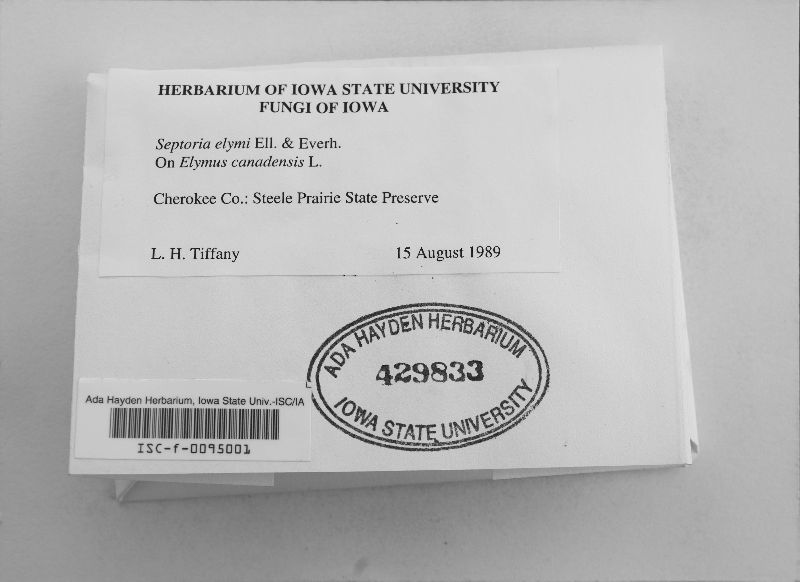 HERBARIUM OF IOWA STATE UNIVERSITY
FUNGI OF IOWA
Septoria elymi Ell. & Everh.
On Elymus canadensis L.
Cherokee Co.: Steele Prairie State Preserve
L. H. Tiffany 15 August 1989
ADA HAYDEN HERBARIUM
429833
IOWA STATE UNIVERSITY
Ada Hayden Herbarium, Iowa State Univ.-ISC/IA
ISC-f-0095001